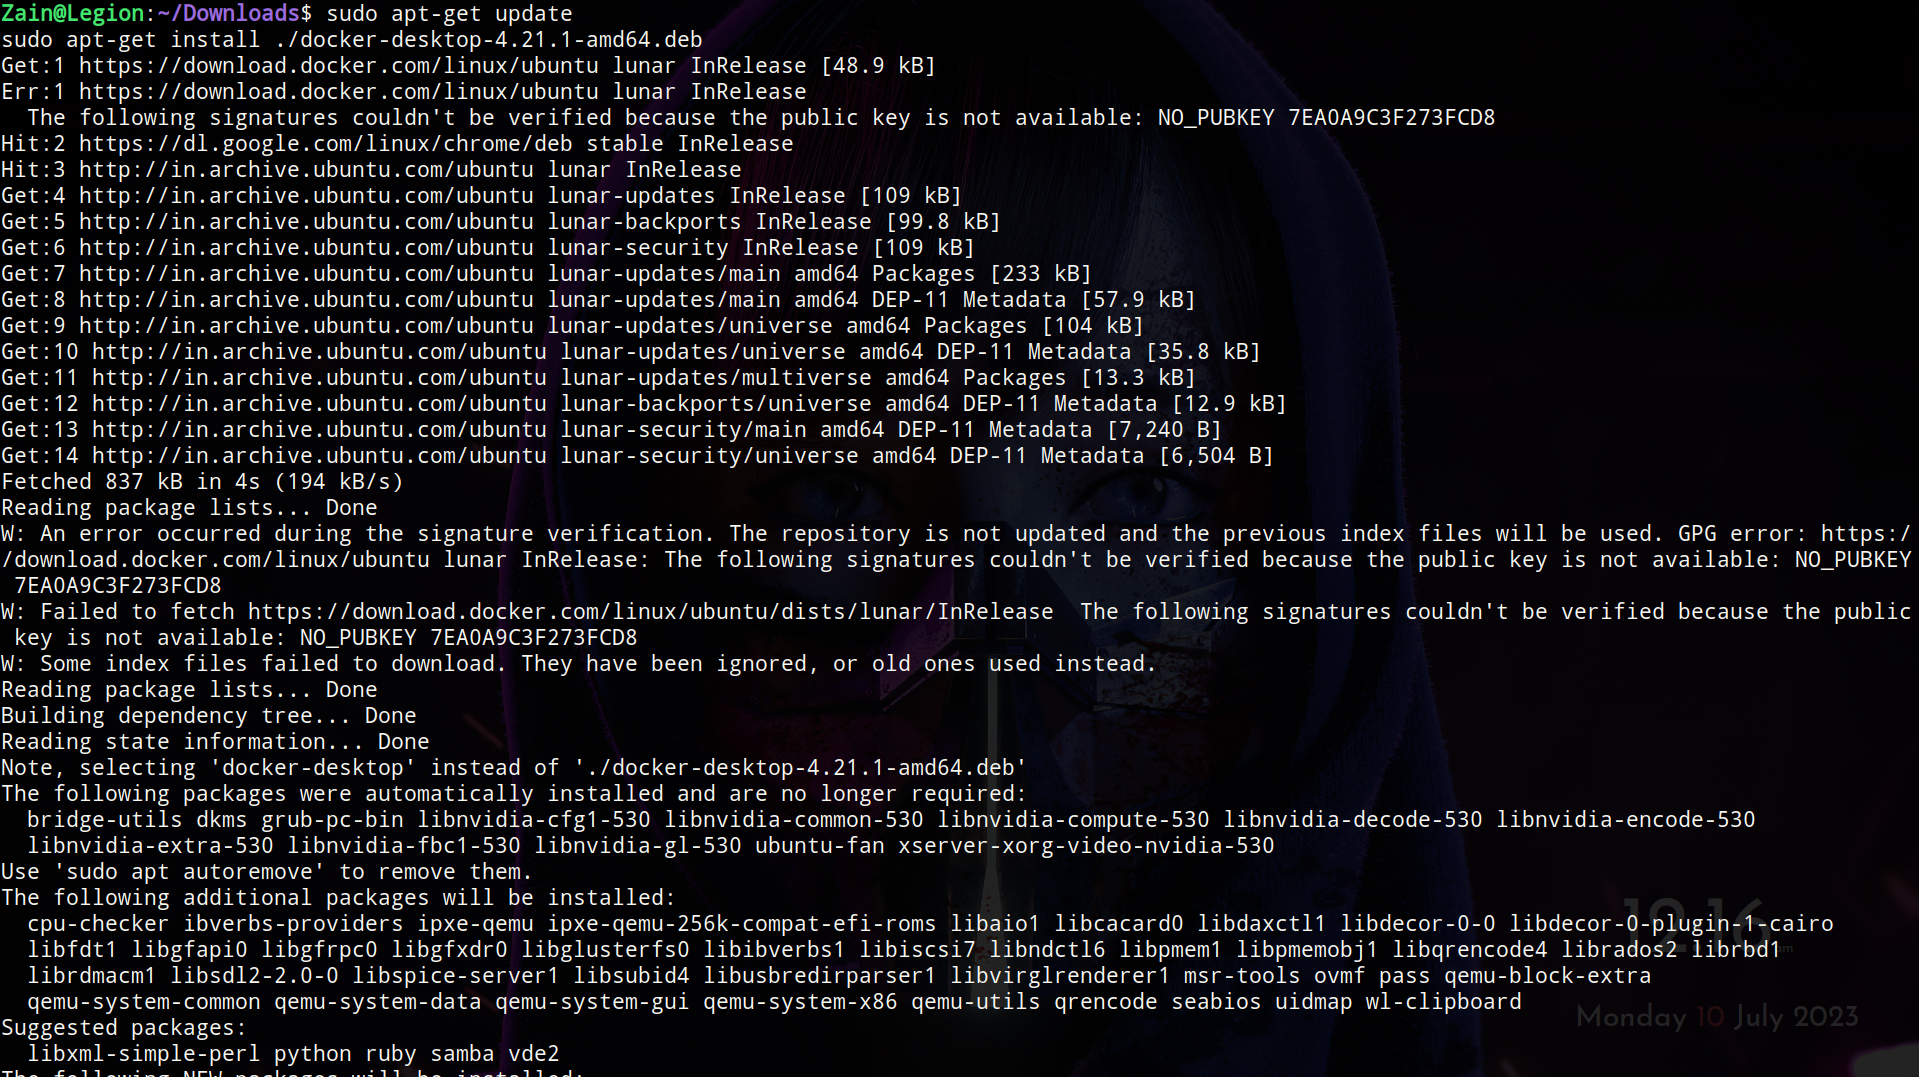 Zain@Legion:~/Downloads$ sudo apt-get update
sudo apt-get install ./docker-desktop-4.21.1-amd64.deb
Get:1 https://download.docker.com/linux/ubuntu lunar InRelease [48.9 kB]
Err:1 https://download.docker.com/linux/ubuntu lunar InRelease
  The following signatures couldn't be verified because the public key is not available: NO_PUBKEY 7EA0A9C3F273FCD8
Hit:2 https://dl.google.com/linux/chrome/deb stable InRelease
Hit:3 http://in.archive.ubuntu.com/ubuntu lunar InRelease
Get:4 http://in.archive.ubuntu.com/ubuntu lunar-updates InRelease [109 kB]
Get:5 http://in.archive.ubuntu.com/ubuntu lunar-backports InRelease [99.8 kB]
Get:6 http://in.archive.ubuntu.com/ubuntu lunar-security InRelease [109 kB]
Get:7 http://in.archive.ubuntu.com/ubuntu lunar-updates/main amd64 Packages [233 kB]
Get:8 http://in.archive.ubuntu.com/ubuntu lunar-updates/main amd64 DEP-11 Metadata [57.9 kB]
Get:9 http://in.archive.ubuntu.com/ubuntu lunar-updates/universe amd64 Packages [104 kB]
Get:10 http://in.archive.ubuntu.com/ubuntu lunar-updates/universe amd64 DEP-11 Metadata [35.8 kB]
Get:11 http://in.archive.ubuntu.com/ubuntu lunar-updates/multiverse amd64 Packages [13.3 kB]
Get:12 http://in.archive.ubuntu.com/ubuntu lunar-backports/universe amd64 DEP-11 Metadata [12.9 kB]
Get:13 http://in.archive.ubuntu.com/ubuntu lunar-security/main amd64 DEP-11 Metadata [7,240 B]
Get:14 http://in.archive.ubuntu.com/ubuntu lunar-security/universe amd64 DEP-11 Metadata [6,504 B]
Fetched 837 kB in 4s (194 kB/s)
Reading package lists... Done
W: An error occurred during the signature verification. The repository is not updated and the previous index files will be used. GPG error: https:/
/download.docker.com/linux/ubuntu lunar InRelease: The following signatures couldn't be verified because the public key is not available: NO_PUBKEY
 7EA0A9C3F273FCD8
W: Failed to fetch https://download.docker.com/linux/ubuntu/dists/lunar/InRelease  The following signatures couldn't be verified because the public
 key is not available: NO_PUBKEY 7EA0A9C3F273FCD8
W: Some index files failed to download. They have been ignored, or old ones used instead.
Reading package lists... Done
Building dependency tree... Done
Reading state information... Done
Note, selecting 'docker-desktop' instead of './docker-desktop-4.21.1-amd64.deb'
The following packages were automatically installed and are no longer required:
  bridge-utils dkms grub-pc-bin libnvidia-cfg1-530 libnvidia-common-530 libnvidia-compute-530 libnvidia-decode-530 libnvidia-encode-530
  libnvidia-extra-530 libnvidia-fbc1-530 libnvidia-gl-530 ubuntu-fan xserver-xorg-video-nvidia-530
Use 'sudo apt autoremove' to remove them.
The following additional packages will be installed:
  cpu-checker ibverbs-providers ipxe-qemu ipxe-qemu-256k-compat-efi-roms libaio1 libcacard0 libdaxctl1 libdecor-0-0 libdecor-0-plugin-1-cairo
  libfdt1 libgfapi0 libgfrpc0 libgfxdr0 libglusterfs0 libibverbs1 libiscsi7 libndctl6 libpmem1 libpmemobj1 libqrencode4 librados2 librbd1
  librdmacm1 libsdl2-2.0-0 libspice-server1 libsubid4 libusbredirparser1 libvirglrenderer1 msr-tools ovmf pass qemu-block-extra
  qemu-system-common qemu-system-data qemu-system-gui qemu-system-x86 qemu-utils qrencode seabios uidmap wl-clipboard
Suggested packages:
  libxml-simple-perl python ruby samba vde2
The following NEW packages will be installed:
12:16
Monday 10 July 2023